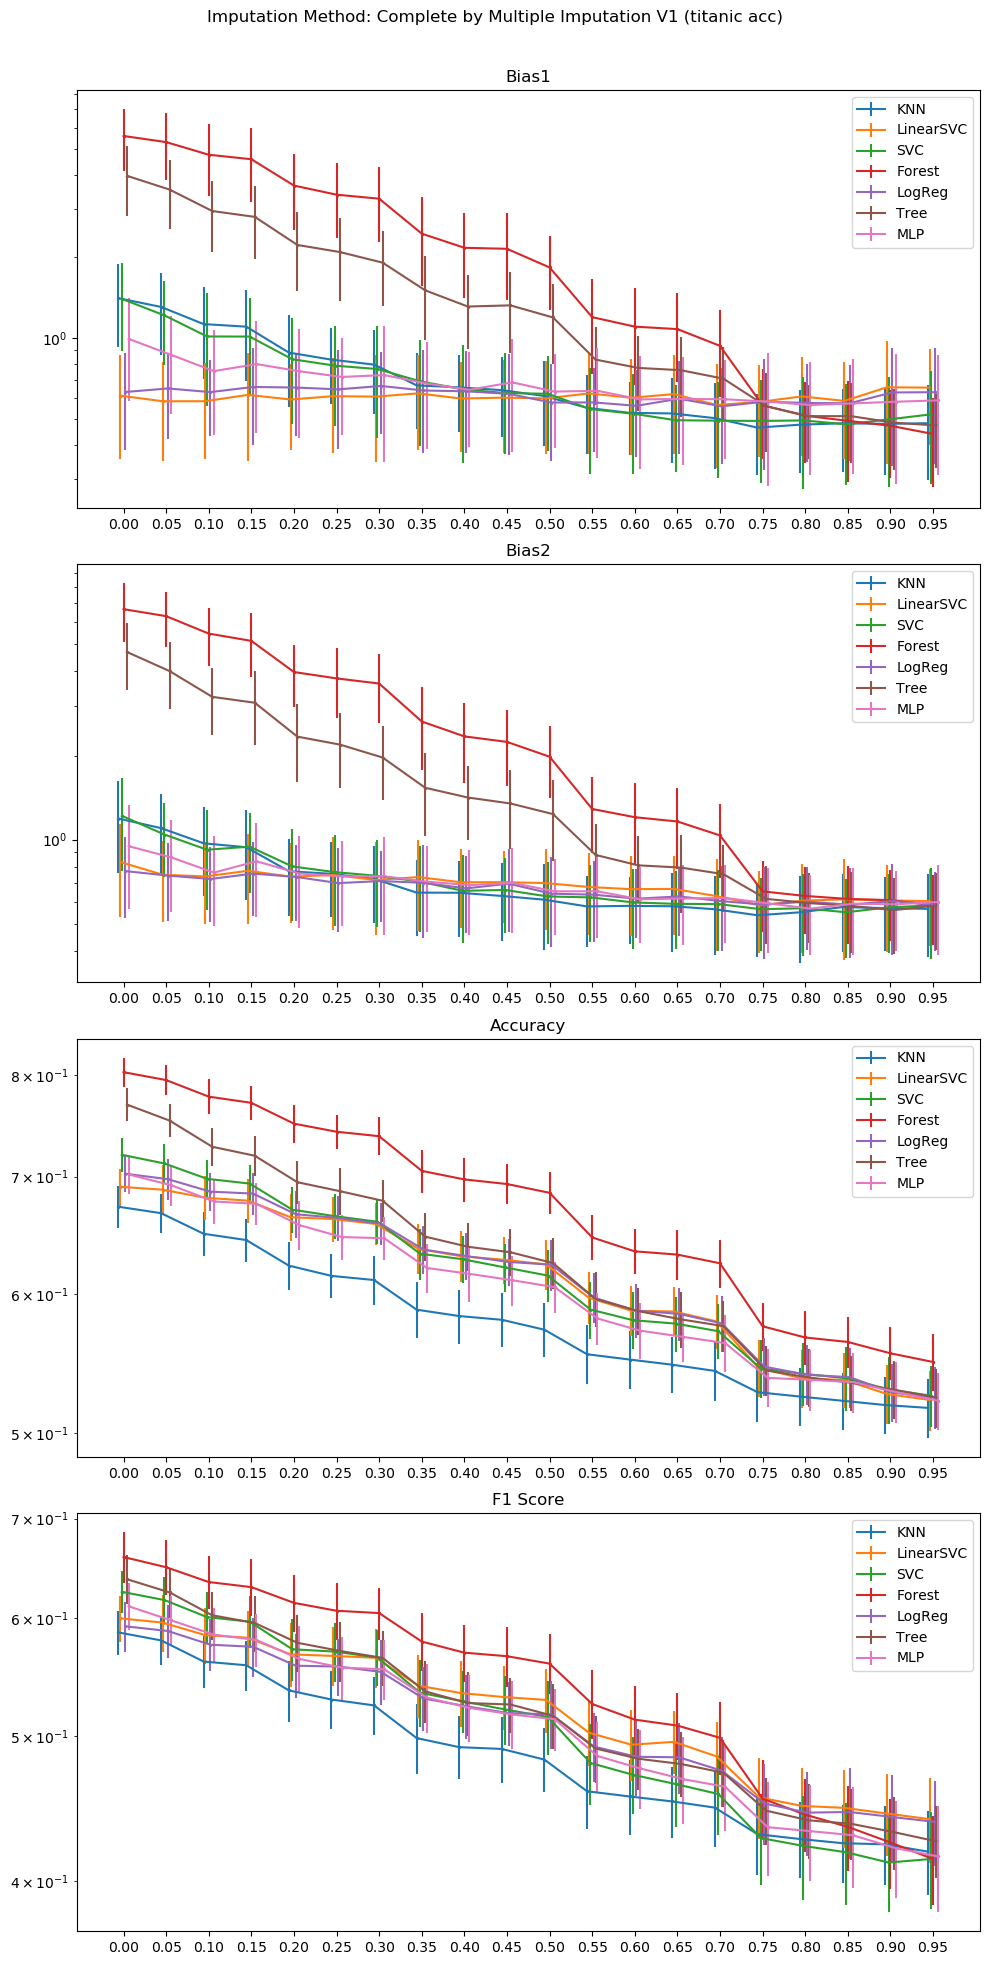 Imputation Method: Complete by Multiple Imputation V1 (titanic acc)
Bias1
10⁰
KNN
LinearSVC
SVC
Forest
LogReg
Tree
MLP
0.00 0.05 0.10 0.15 0.20 0.25 0.30 0.35 0.40 0.45 0.50 0.55 0.60 0.65 0.70 0.75 0.80 0.85 0.90 0.95
Bias2
10⁰
KNN
LinearSVC
SVC
Forest
LogReg
Tree
MLP
0.00 0.05 0.10 0.15 0.20 0.25 0.30 0.35 0.40 0.45 0.50 0.55 0.60 0.65 0.70 0.75 0.80 0.85 0.90 0.95
Accuracy
8 × 10⁻¹
7 × 10⁻¹
6 × 10⁻¹
5 × 10⁻¹
KNN
LinearSVC
SVC
Forest
LogReg
Tree
MLP
0.00 0.05 0.10 0.15 0.20 0.25 0.30 0.35 0.40 0.45 0.50 0.55 0.60 0.65 0.70 0.75 0.80 0.85 0.90 0.95
F1 Score
7 × 10⁻¹
6 × 10⁻¹
5 × 10⁻¹
4 × 10⁻¹
KNN
LinearSVC
SVC
Forest
LogReg
Tree
MLP
0.00 0.05 0.10 0.15 0.20 0.25 0.30 0.35 0.40 0.45 0.50 0.55 0.60 0.65 0.70 0.75 0.80 0.85 0.90 0.95